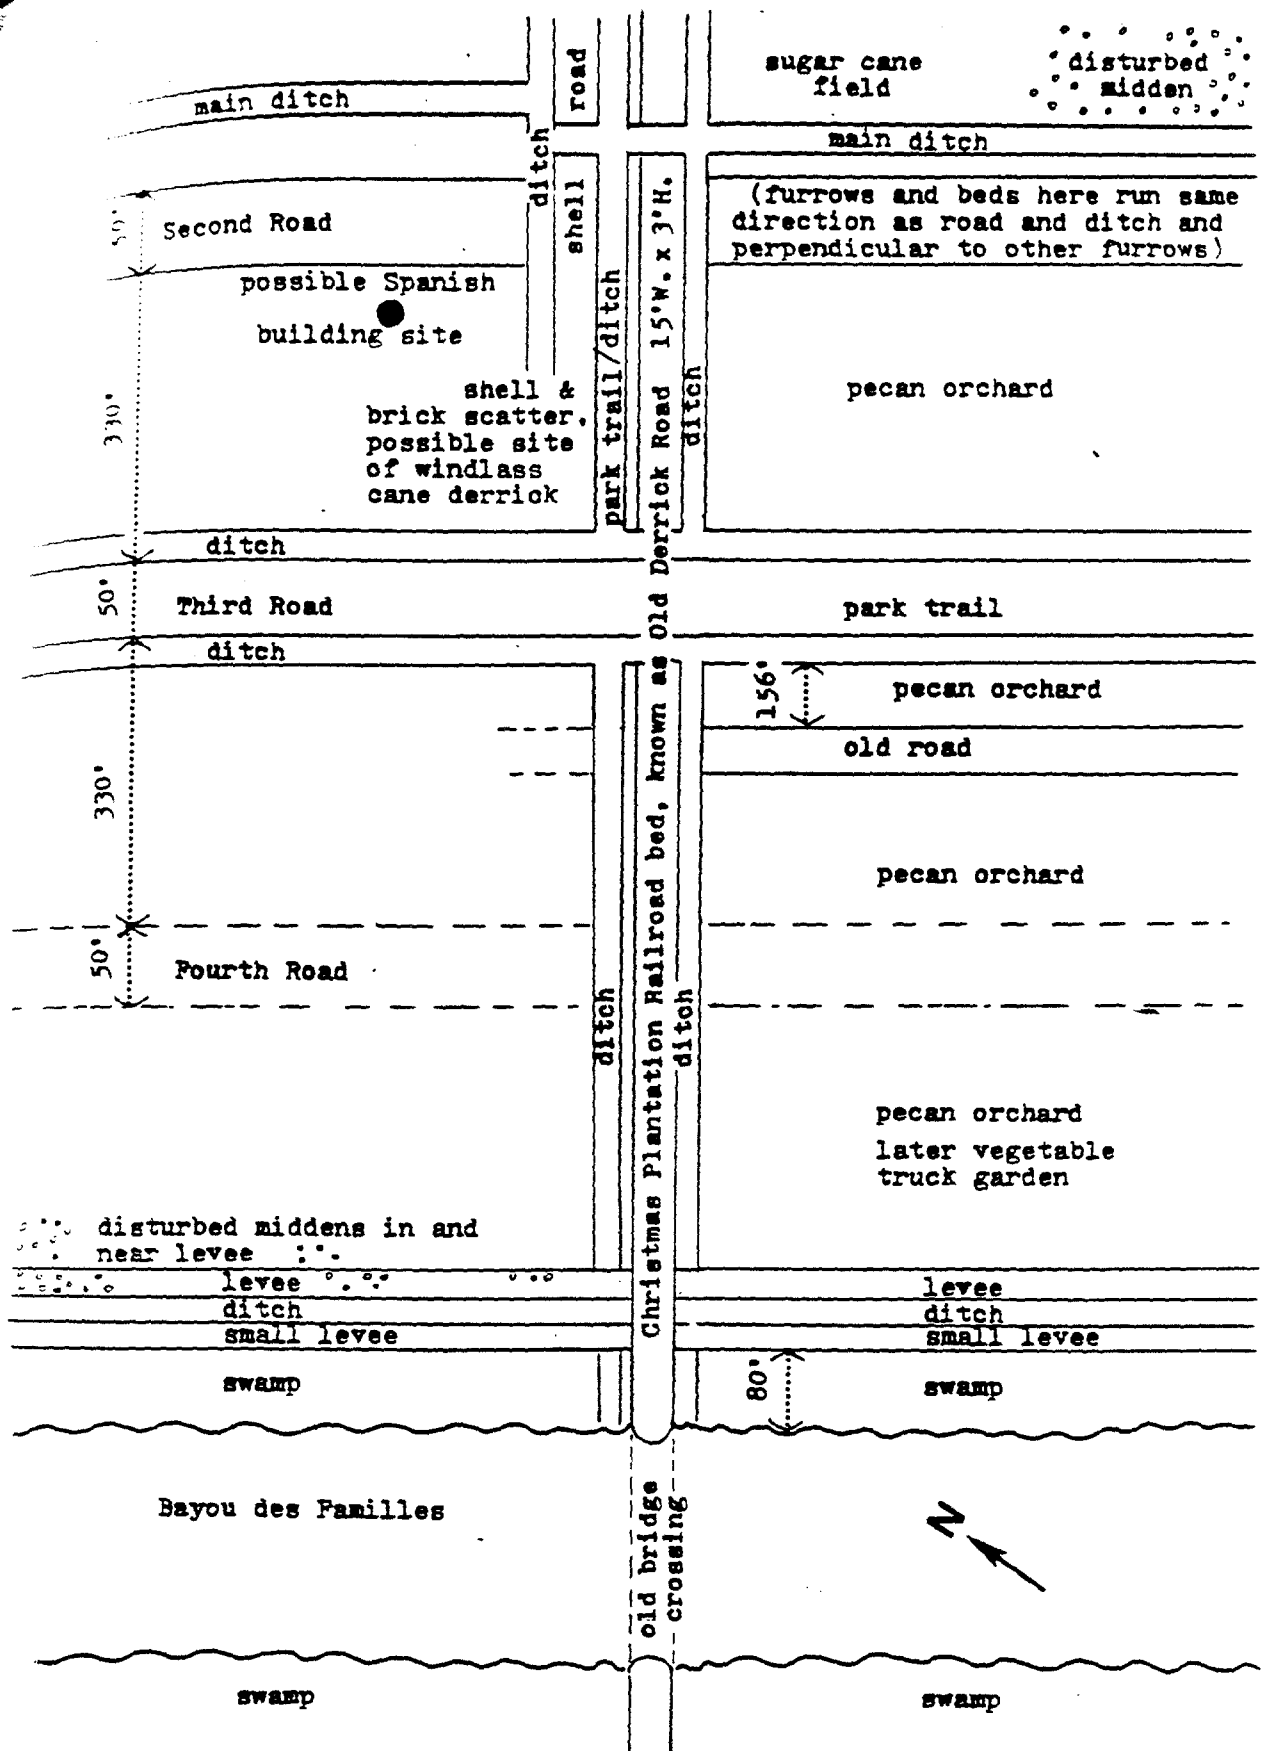 road
sugar cane
field
disturbed
midden
main ditch
main ditch
ditch
shell
(furrows and beds here run same
direction as road and ditch and
perpendicular to other furrows)
50'
Second Road
possible Spanish
building site
shell &
brick scatter,
possible site
of windlass
cane derrick
park trail/ditch
ditch
pecan orchard
330'
ditch
50'
Third Road
park trail
ditch
156'
pecan orchard
old road
330'
pecan orchard
50'
Fourth Road
ditch
Christmas Plantation Railroad bed, known as Old Derrick Road 15'W. x 3'H.
ditch
pecan orchard
later vegetable
truck garden
disturbed middens in and
near levee
levee
levee
ditch
ditch
small levee
small levee
swamp
80'
swamp
Bayou des Familles
old bridge
crossing
N
swamp
swamp